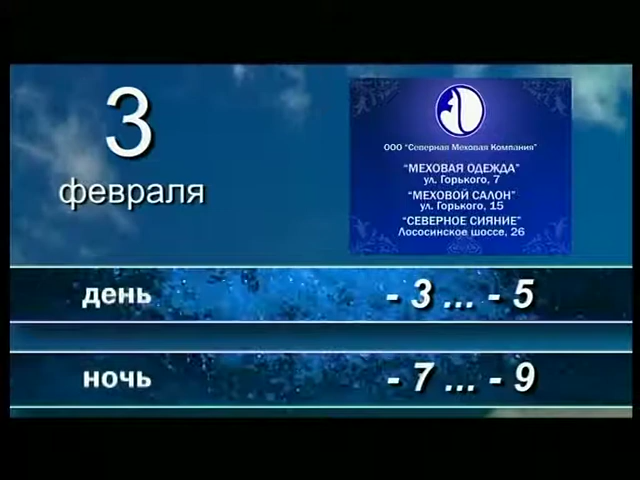 3
февраля
ООО "Северная Меховая Компания"
"МЕХОВАЯ ОДЕЖДА"
ул. Горького, 7
"МЕХОВОЙ САЛОН"
ул. Горького, 15
"СЕВЕРНОЕ СИЯНИЕ"
Лососинское шоссе, 26
день - 3 ... - 5
ночь - 7 ... - 9